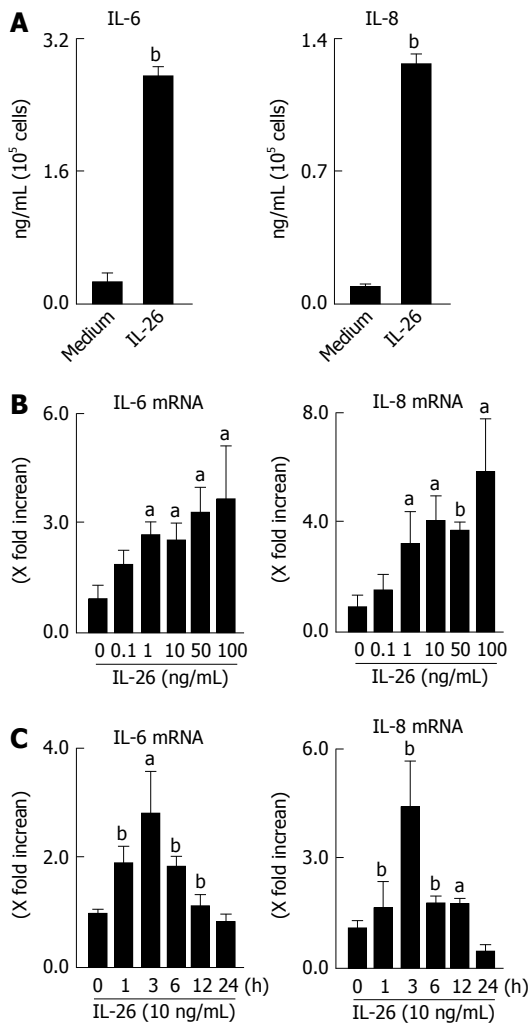 A
IL-6
IL-8
ng/mL (10⁵ cells)
3.2
1.6
0.0
b
Medium
IL-26
ng/mL (10⁵ cells)
1.4
0.7
0.0
b
Medium
IL-26
B
IL-6 mRNA
IL-8 mRNA
(X fold increan)
6.0
3.0
0.0
a a a a
0 0.1 1 10 50 100
IL-26 (ng/mL)
(X fold increan)
8.0
4.0
0.0
a a b a
0 0.1 1 10 50 100
IL-26 (ng/mL)
C
IL-6 mRNA
IL-8 mRNA
(X fold increan)
4.0
2.0
0.0
b a b b
0 1 3 6 12 24 (h)
IL-26 (10 ng/mL)
(X fold increan)
6.0
3.0
0.0
b b b a
0 1 3 6 12 24 (h)
IL-26 (10 ng/mL)